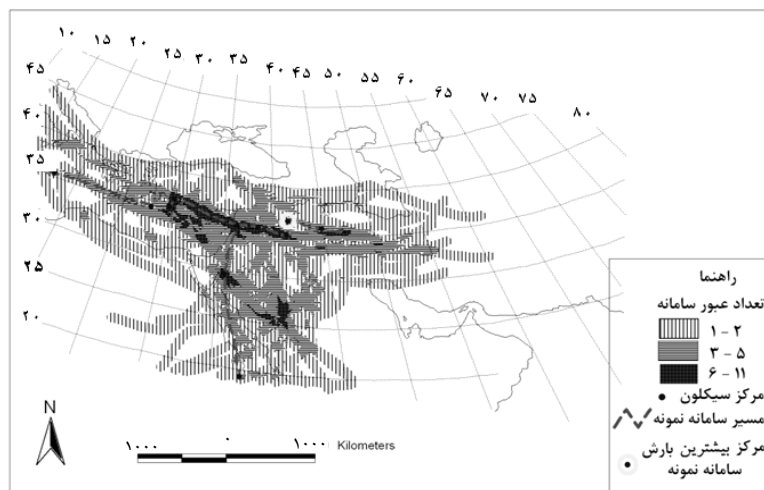 ۱۰ ۱۵ ۲۰ ۲۵ ۳۰ ۳۵ ۴۰ ۴۵ ۵۰ ۵۵ ۶۰ ۶۵ ۷۰ ۷۵ ۸۰
۴۵
۴۰
۳۵
۳۰
۲۵
۲۰
راهنما
تعداد عبور سامانه
۱ - ۲
۳ - ۵
۶ - ۱۱
مرکز سیکلون
مسیر سامانه نمونه
مرکز بیشترین بارش
سامانه نمونه
N
۱۰۰۰ ۰ ۱۰۰۰ Kilometers